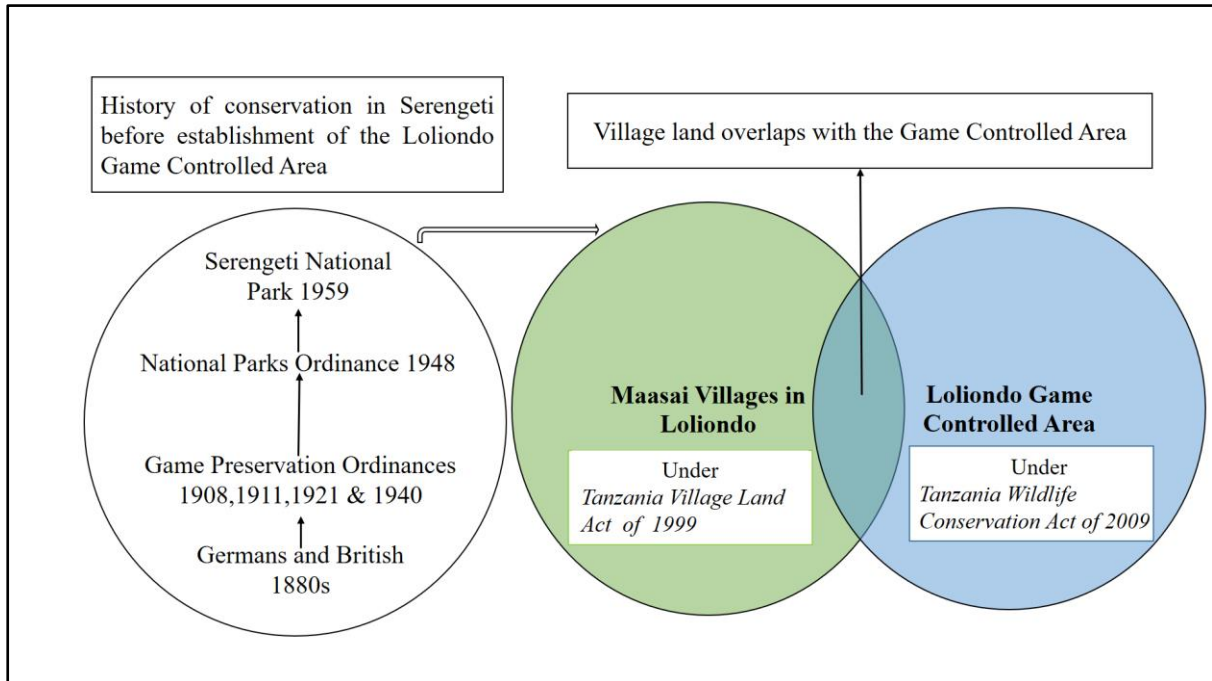 History of conservation in Serengeti
before establishment of the Loliondo
Game Controlled Area
Village land overlaps with the Game Controlled Area
Serengeti National
Park 1959
National Parks Ordinance 1948
Game Preservation Ordinances
1908,1911,1921 & 1940
Germans and British
1880s
Maasai Villages in
Loliondo
Under
Tanzania Village Land
Act of 1999
Loliondo Game
Controlled Area
Under
Tanzania Wildlife
Conservation Act of 2009